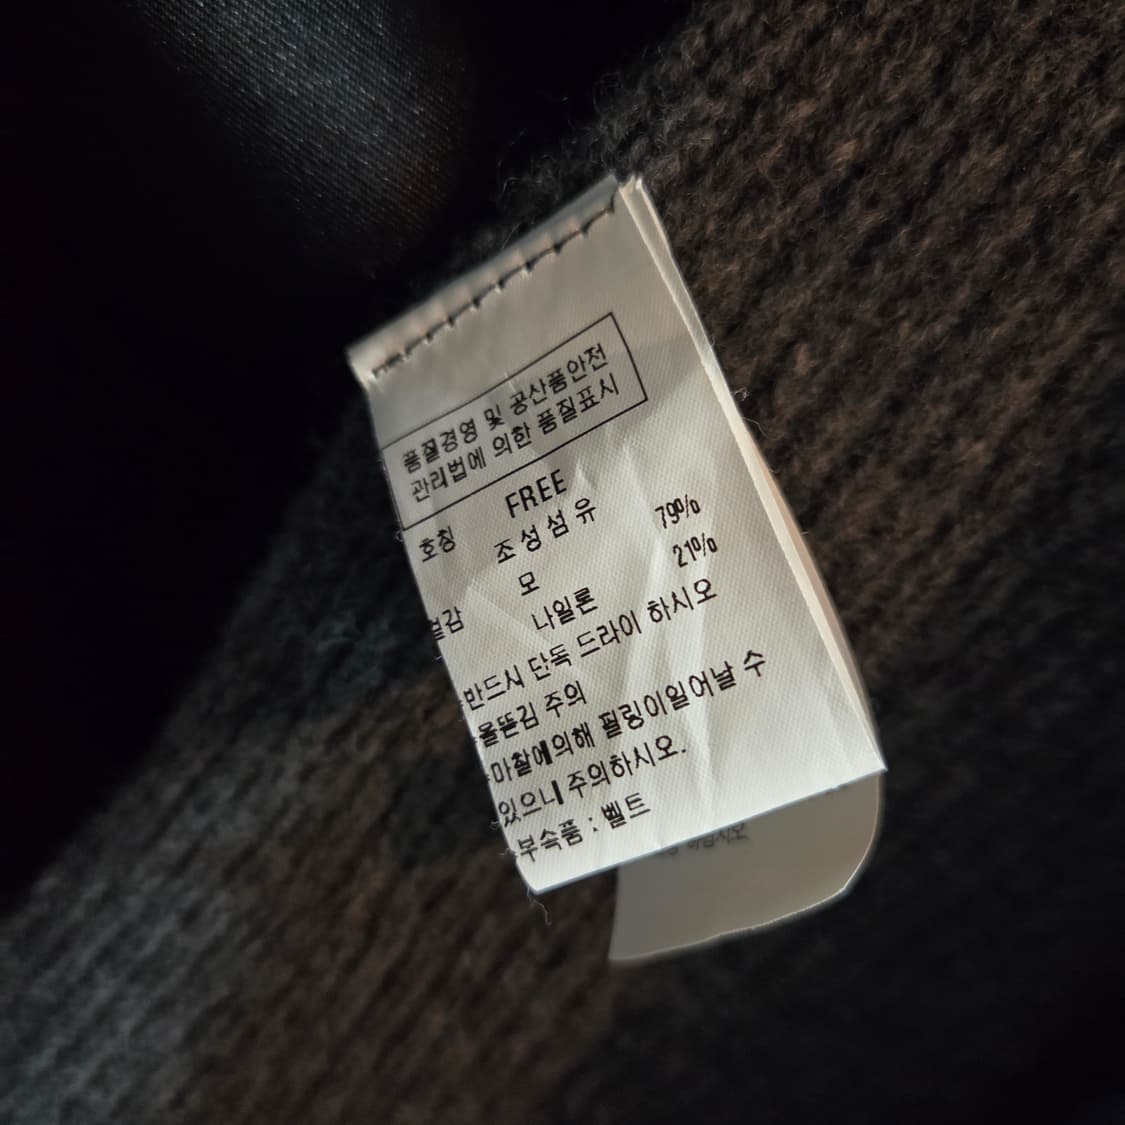 품질경영 및 공산품안전
관리법에 의한 품질표시
호칭 FREE
조성섬유
겉감 모 79%
나일론 21%
반드시 단독 드라이 하시오
올뜯김 주의
마찰에의해 필링이일어날 수
있으니 주의하시오.
부속품 : 벨트